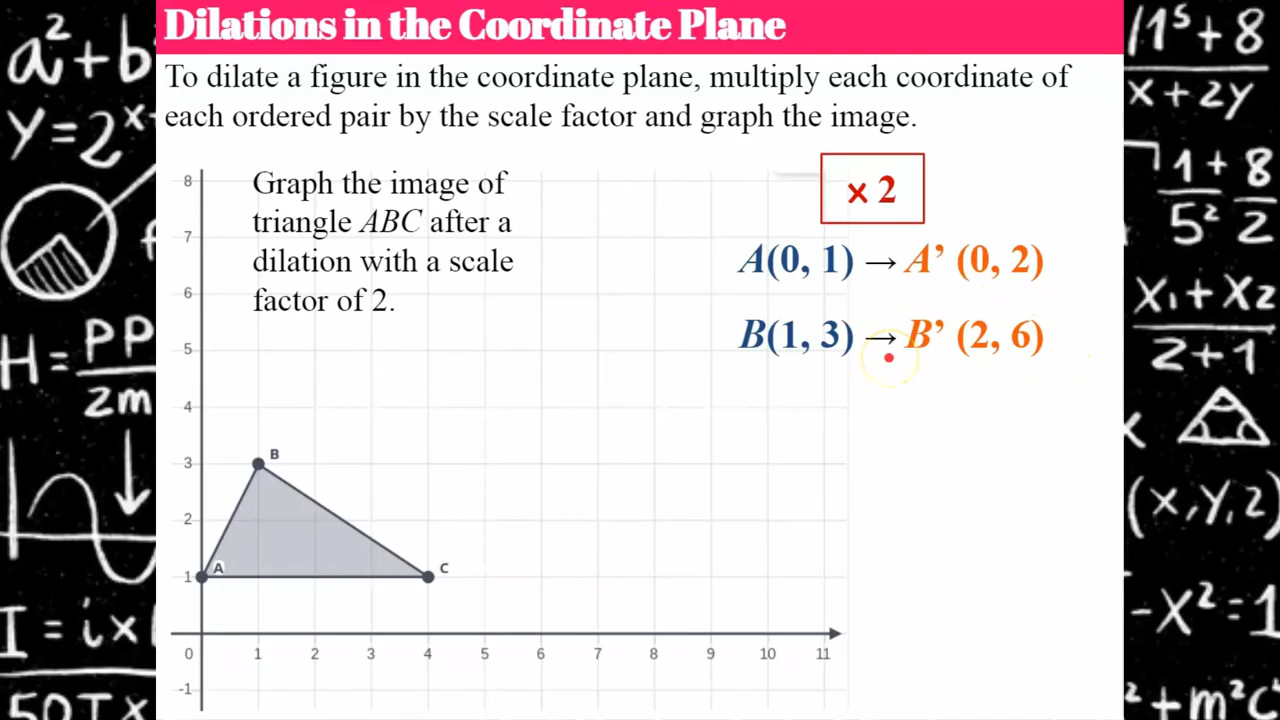 Dilations in the Coordinate Plane
To dilate a figure in the coordinate plane, multiply each coordinate of
each ordered pair by the scale factor and graph the image.
Graph the image of
triangle ABC after a
dilation with a scale
factor of 2.
× 2
A(0, 1) → A’ (0, 2)
B(1, 3) → B’ (2, 6)
8
7
6
5
4
3
2
1
-1
B
A
C
0 1 2 3 4 5 6 7 8 9 10 11
a² + b
Y = 2ˣ
H = PP
2m
I = ix
50Tx
1⁵ + 8
x + 2y
1 + 8
5² 2
X₁ + X₂
2 + 1
(X, Y, 2)
-X² = 1
² + m²c